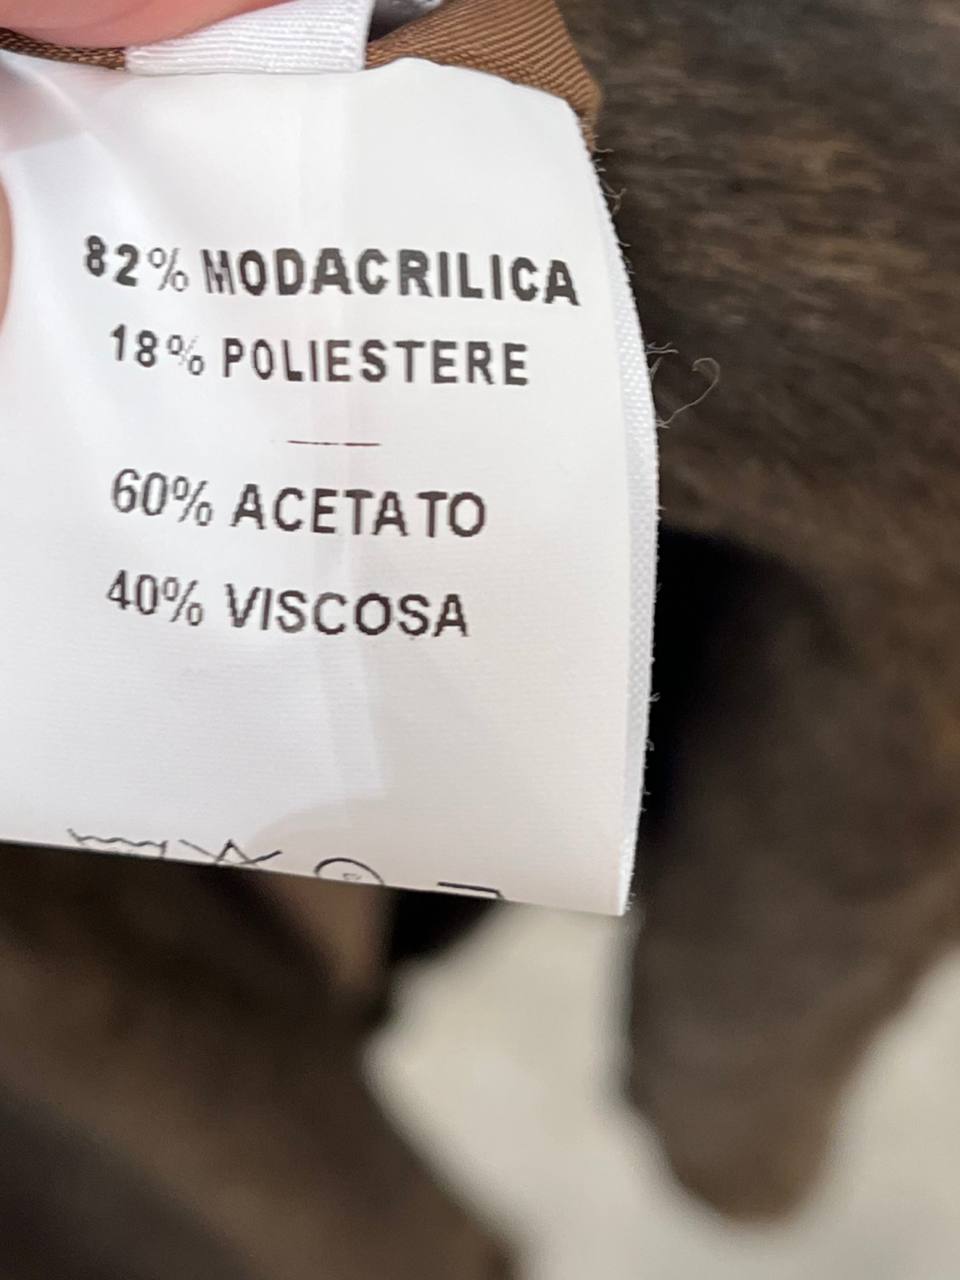 82% MODACRILICA
18% POLIESTERE
60% ACETATO
40% VISCOSA